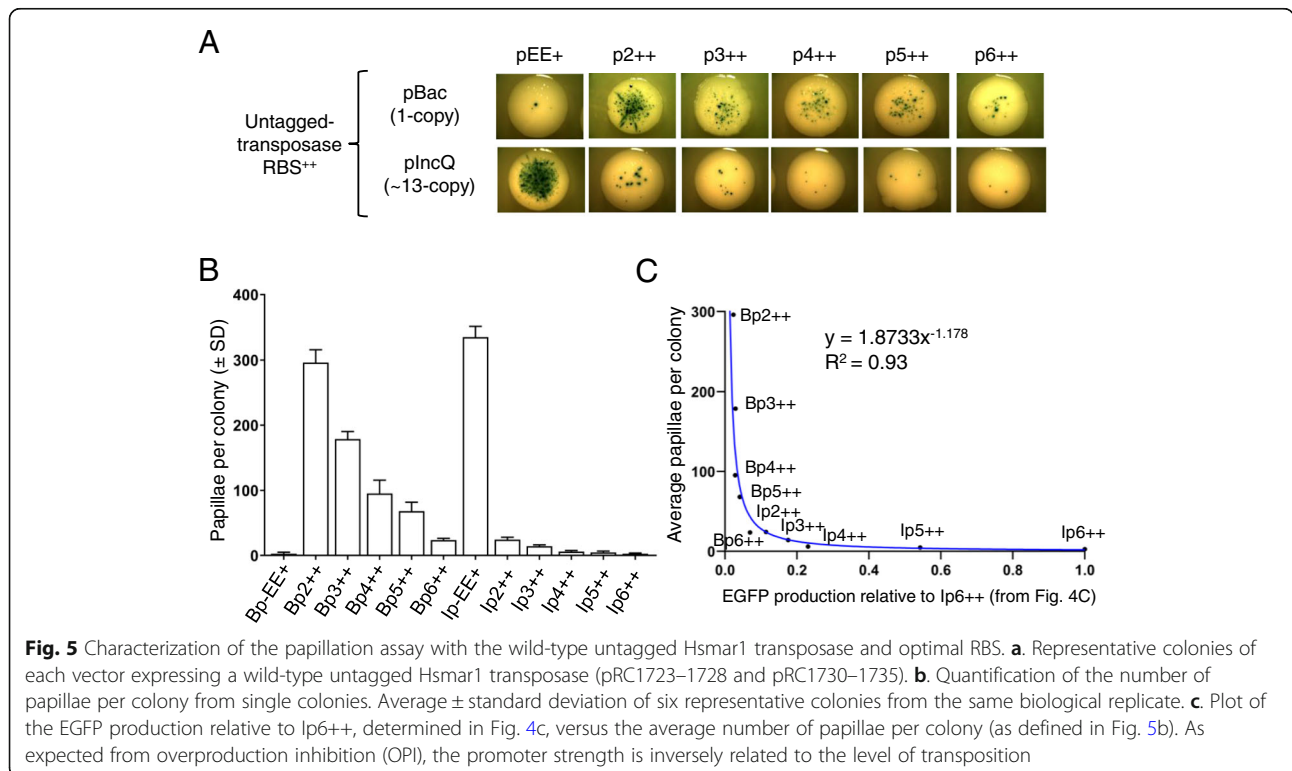 A
pEE+ p2++ p3++ p4++ p5++ p6++
Untagged-
transposase
RBS++
pBac
(1-copy)
pIncQ
(~13-copy)
B
Papillae per colony (± SD)
400
300
200
100
0
Bp-EE+ Bp2++ Bp3++ Bp4++ Bp5++ Bp6++ Ip-EE+ Ip2++ Ip3++ Ip4++ Ip5++ Ip6++
C
Average papillae per colony
300
200
100
0
Bp2++
y = 1.8733x^-1.178
R² = 0.93
Bp3++
Bp4++
Bp5++
Ip2++
Bp6++ Ip3++ Ip4++ Ip5++ Ip6++
0.0 0.2 0.4 0.6 0.8 1.0
EGFP production relative to Ip6++ (from Fig. 4C)
Fig. 5 Characterization of the papillation assay with the wild-type untagged Hsmar1 transposase and optimal RBS. a. Representative colonies of
each vector expressing a wild-type untagged Hsmar1 transposase (pRC1723–1728 and pRC1730–1735). b. Quantification of the number of
papillae per colony from single colonies. Average ± standard deviation of six representative colonies from the same biological replicate. c. Plot of
the EGFP production relative to Ip6++, determined in Fig. 4c, versus the average number of papillae per colony (as defined in Fig. 5b). As
expected from overproduction inhibition (OPI), the promoter strength is inversely related to the level of transposition